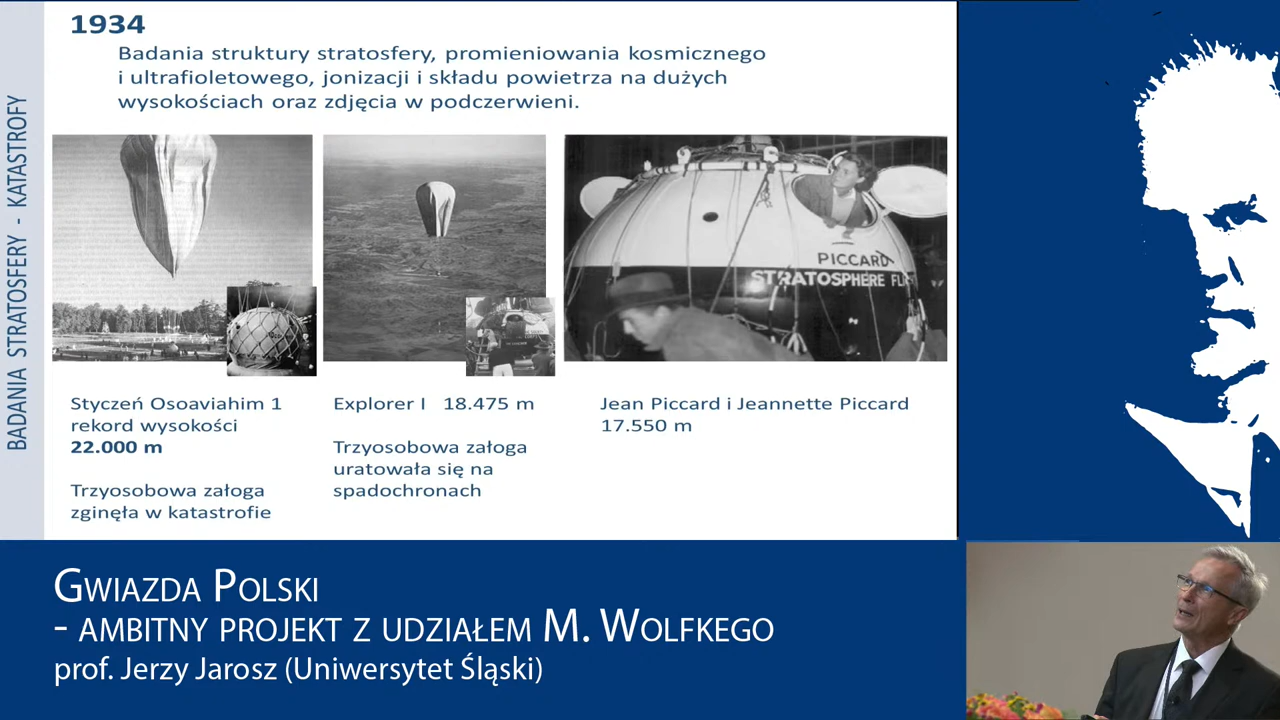 BADANIA STRATOSFERY - KATASTROFY
1934
Badania struktury stratosfery, promieniowania kosmicznego
i ultrafioletowego, jonizacji i składu powietrza na dużych
wysokościach oraz zdjęcia w podczerwieni.
PICCARD
STRATOSPHERE FL
Styczeń Osoaviahim 1
rekord wysokości
22.000 m
Trzyosobowa załoga
zginęła w katastrofie
Explorer I 18.475 m
Trzyosobowa załoga
uratowała się na
spadochronach
Jean Piccard i Jeannette Piccard
17.550 m
Gwiazda Polski
- ambitny projekt z udziałem M. Wolfkego
prof. Jerzy Jarosz (Uniwersytet Śląski)